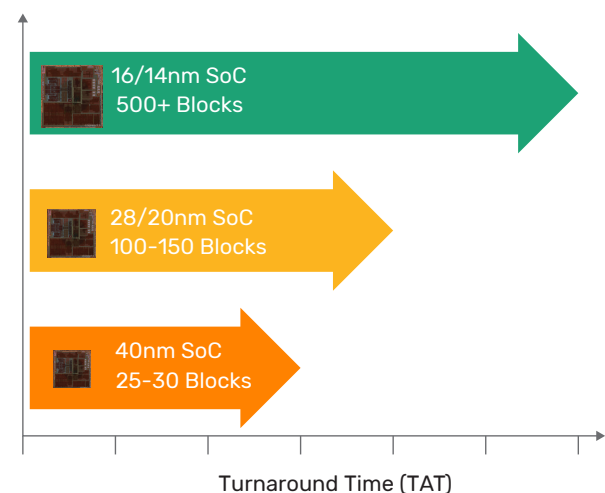 16/14nm SoC
500+ Blocks
28/20nm SoC
100-150 Blocks
40nm SoC
25-30 Blocks
Turnaround Time (TAT)